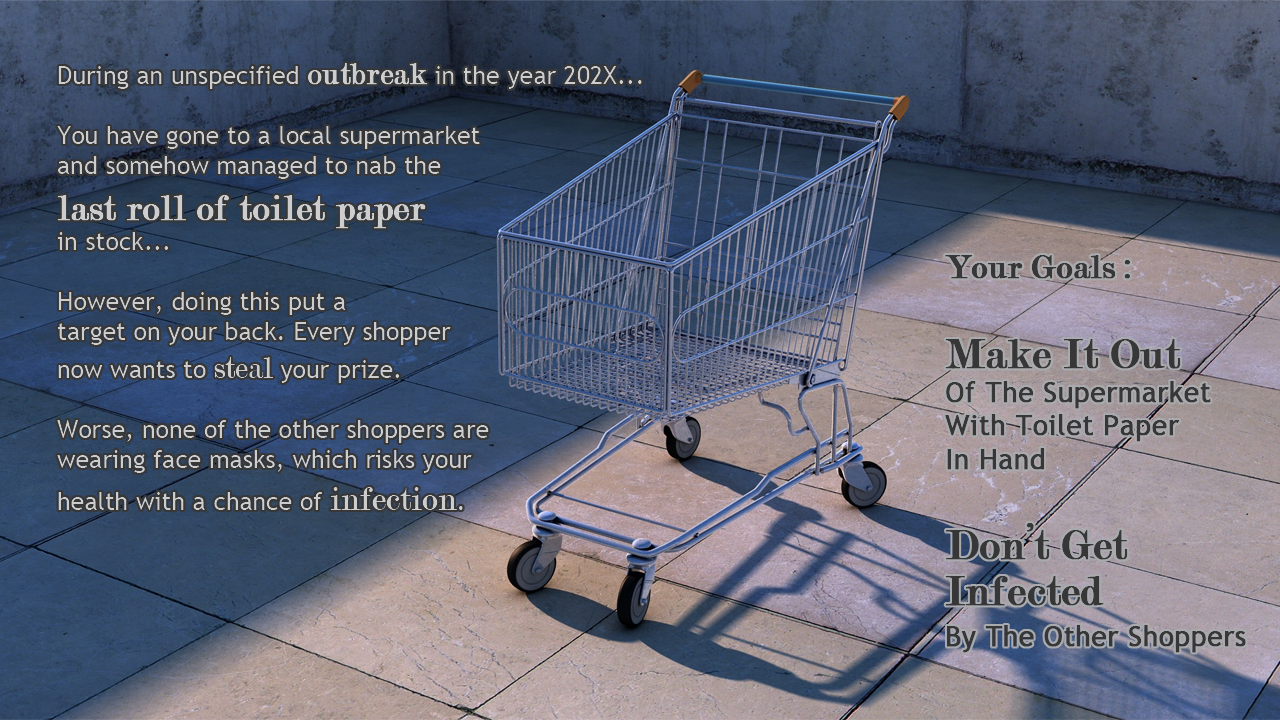 During an unspecified outbreak in the year 202X...
You have gone to a local supermarket
and somehow managed to nab the
last roll of toilet paper
in stock...
However, doing this put a
target on your back. Every shopper
now wants to steal your prize.
Worse, none of the other shoppers are
wearing face masks, which risks your
health with a chance of infection.
Your Goals:
Make It Out
Of The Supermarket
With Toilet Paper
In Hand
Don't Get
Infected
By The Other Shoppers